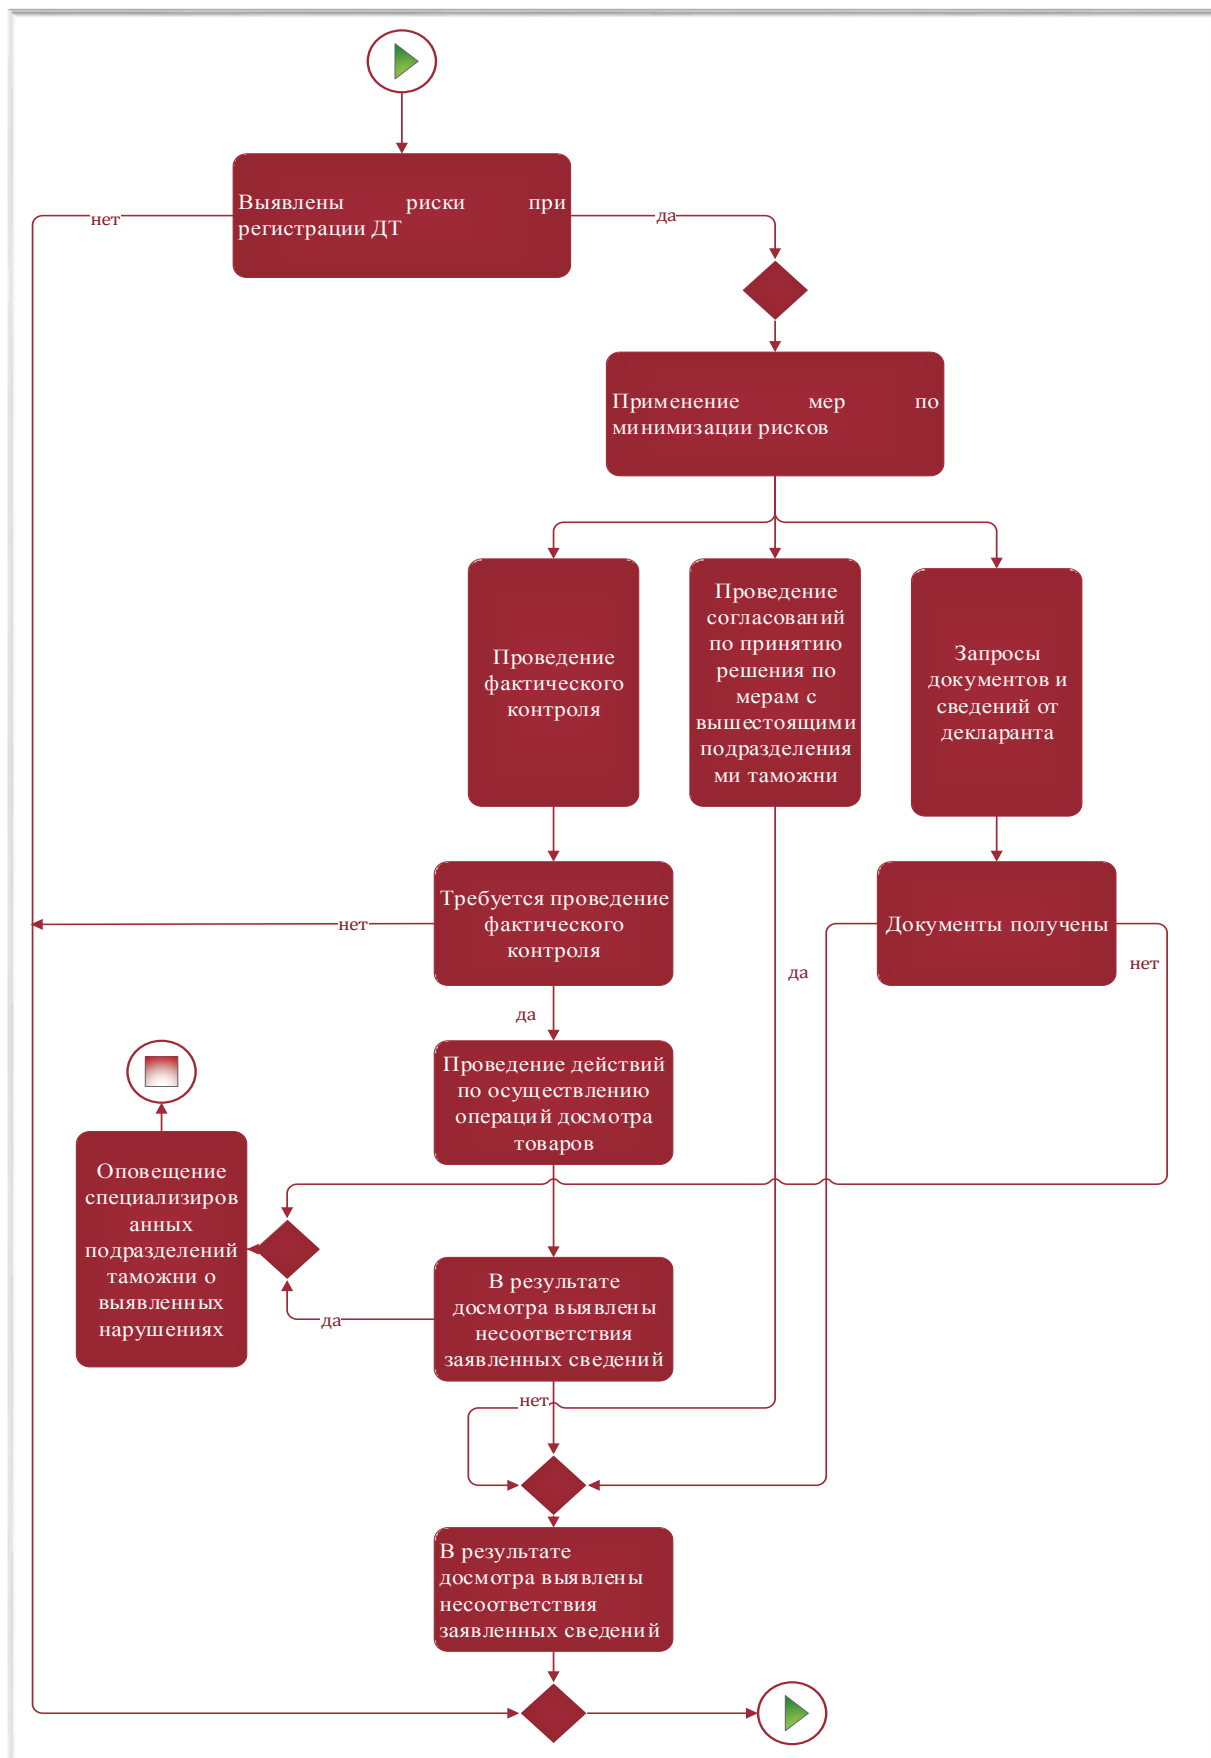 Выявлены риски при
регистрации ДТ
нет
да
Применение мер по
минимизации рисков
Проведение
фактического
контроля
Проведение
согласований
по принятию
решения по
мерам с
вышестоящими
подразделения
ми таможни
Запросы
документов и
сведений от
декларанта
Требуется проведение
фактического
контроля
нет
Документы получены
да
нет
да
Проведение действий
по осуществлению
операций досмотра
товаров
Оповещение
специализиров
анных
подразделений
таможни о
выявленных
нарушениях
В результате
досмотра выявлены
несоответствия
заявленных сведений
да
нет
В результате
досмотра выявлены
несоответствия
заявленных сведений